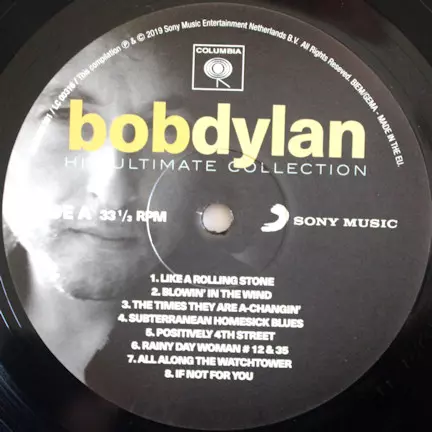 This compilation ℗ & © 2019 Sony Music Entertainment Netherlands B.V. All Rights Reserved. BIEM/GEMA - MADE IN THE EU.
COLUMBIA
bobdylan
ULTIMATE COLLECTION
A 33 1/3 RPM
SONY MUSIC
1. LIKE A ROLLING STONE
2. BLOWIN' IN THE WIND
3. THE TIMES THEY ARE A-CHANGIN'
4. SUBTERRANEAN HOMESICK BLUES
5. POSITIVELY 4TH STREET
6. RAINY DAY WOMAN # 12 & 35
7. ALL ALONG THE WATCHTOWER
8. IF NOT FOR YOU